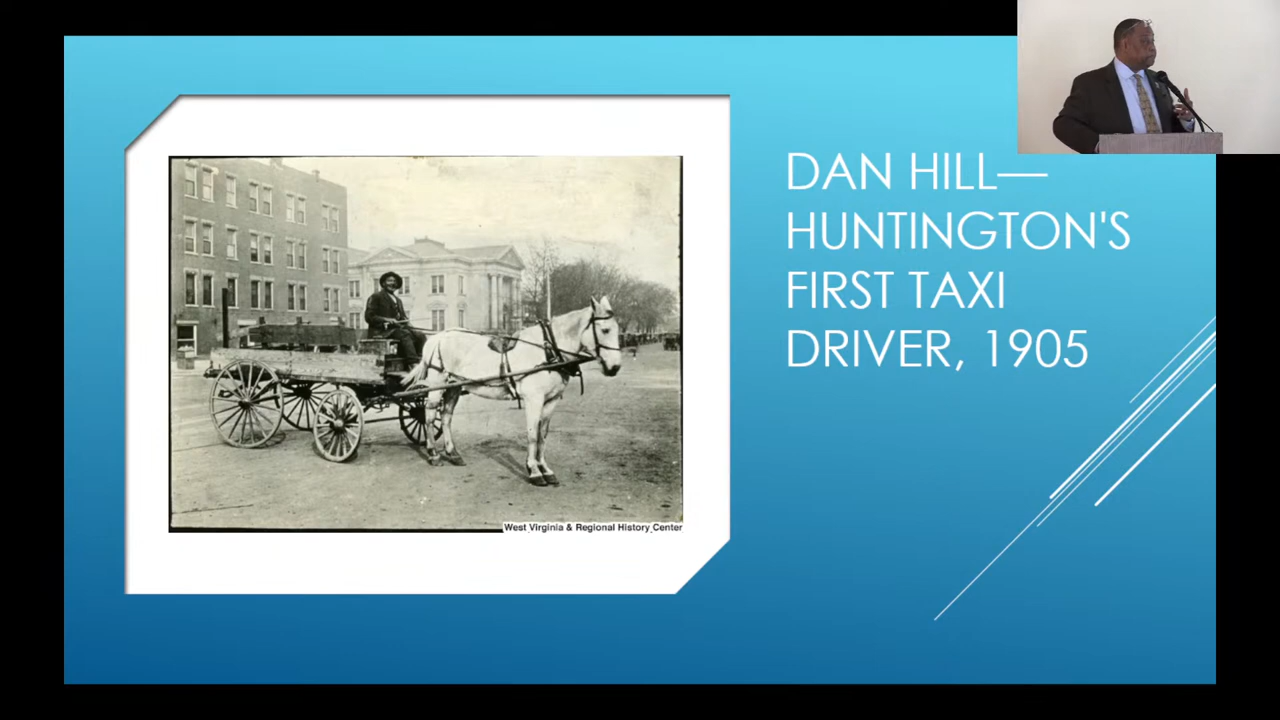 DAN HILL—
HUNTINGTON'S
FIRST TAXI
DRIVER, 1905
West Virginia & Regional History Center